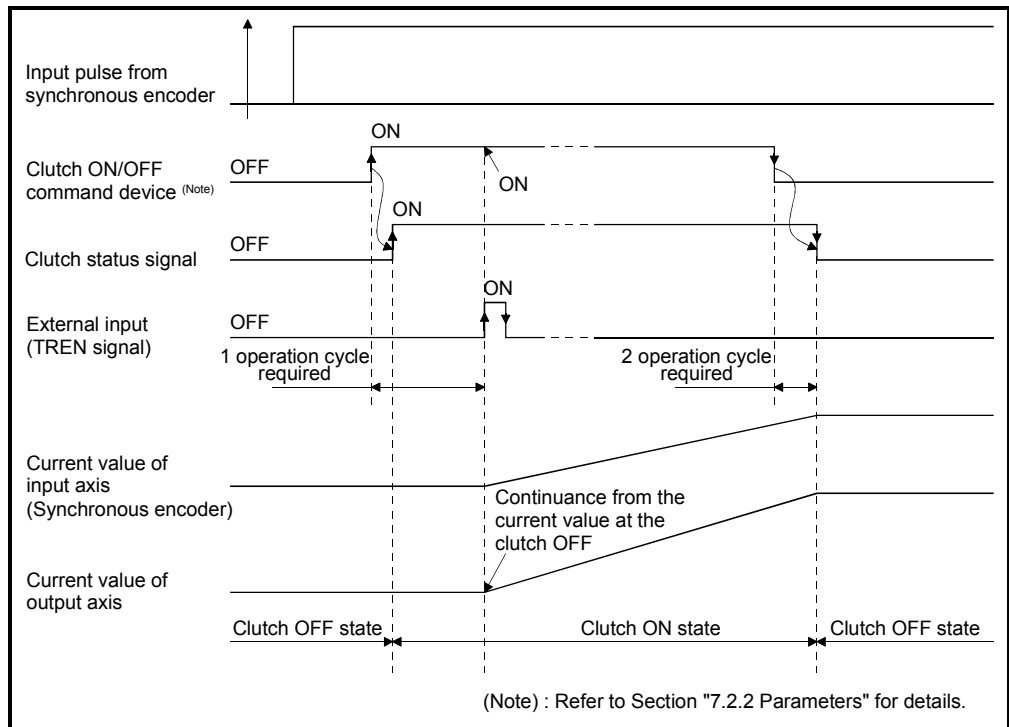 Input pulse from
synchronous encoder
ON
Clutch ON/OFF
command device (Note)
OFF
ON
ON
Clutch status signal
OFF
ON
External input
(TREN signal)
OFF
1 operation cycle
required
2 operation cycle
required
Current value of
input axis
(Synchronous encoder)
Continuance from the
current value at the
clutch OFF
Current value of
output axis
Clutch OFF state
Clutch ON state
Clutch OFF state
(Note) : Refer to Section "7.2.2 Parameters" for details.